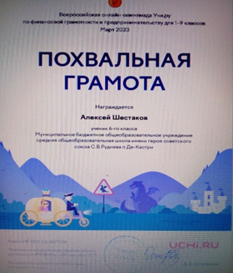 Всероссийская онлайн-олимпиада Учи.ру
по финансовой грамотности и предпринимательству для 1-9 классов
Март 2023
ПОХВАЛЬНАЯ
ГРАМОТА
Награждается
Алексей Шестаков
ученик 6-го класса
Муниципальное бюджетное общеобразовательное учреждение
средняя общеобразовательная школа имени героя советского
союза С.В.Руднева п Де-Кастри
UCHi.RU